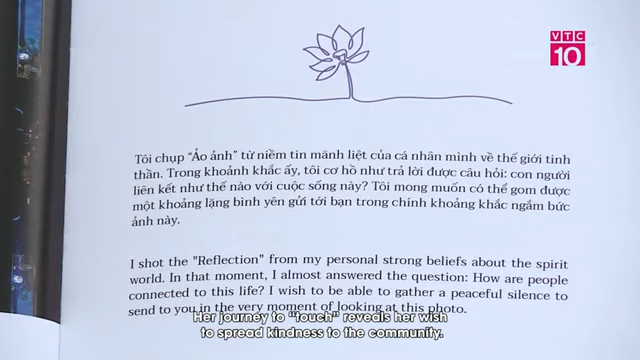 VTC
10
Tôi chụp “Ảo ảnh” từ niềm tin mãnh liệt của cá nhân mình về thế giới tinh
thần. Trong khoảnh khắc ấy, tôi cơ hồ như trả lời được câu hỏi: con người
liên kết như thế nào với cuộc sống này? Tôi mong muốn có thể gom được
một khoảng lặng bình yên gửi tới bạn trong chính khoảng khắc ngắm bức
ảnh này.
I shot the "Reflection" from my personal strong beliefs about the spirit
world. In that moment, I almost answered the question: How are people
connected to this life? I wish to be able to gather a peaceful silence to
send to you in the very moment of looking at this photo.
Her journey to “touch” reveals her wish
to spread kindness to the community.